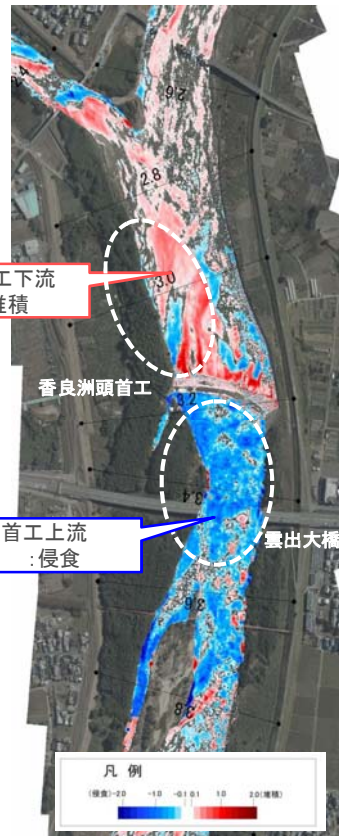 2.4
2.6
2.8
3.0
工下流
堆積
香良洲頭首工
3.2
3.4
首工上流
:侵食
雲出大橋
3.6
3.8
凡 例
(侵食)-2.0 -1.0 -0.1 0.1 1.0 2.0(堆積)